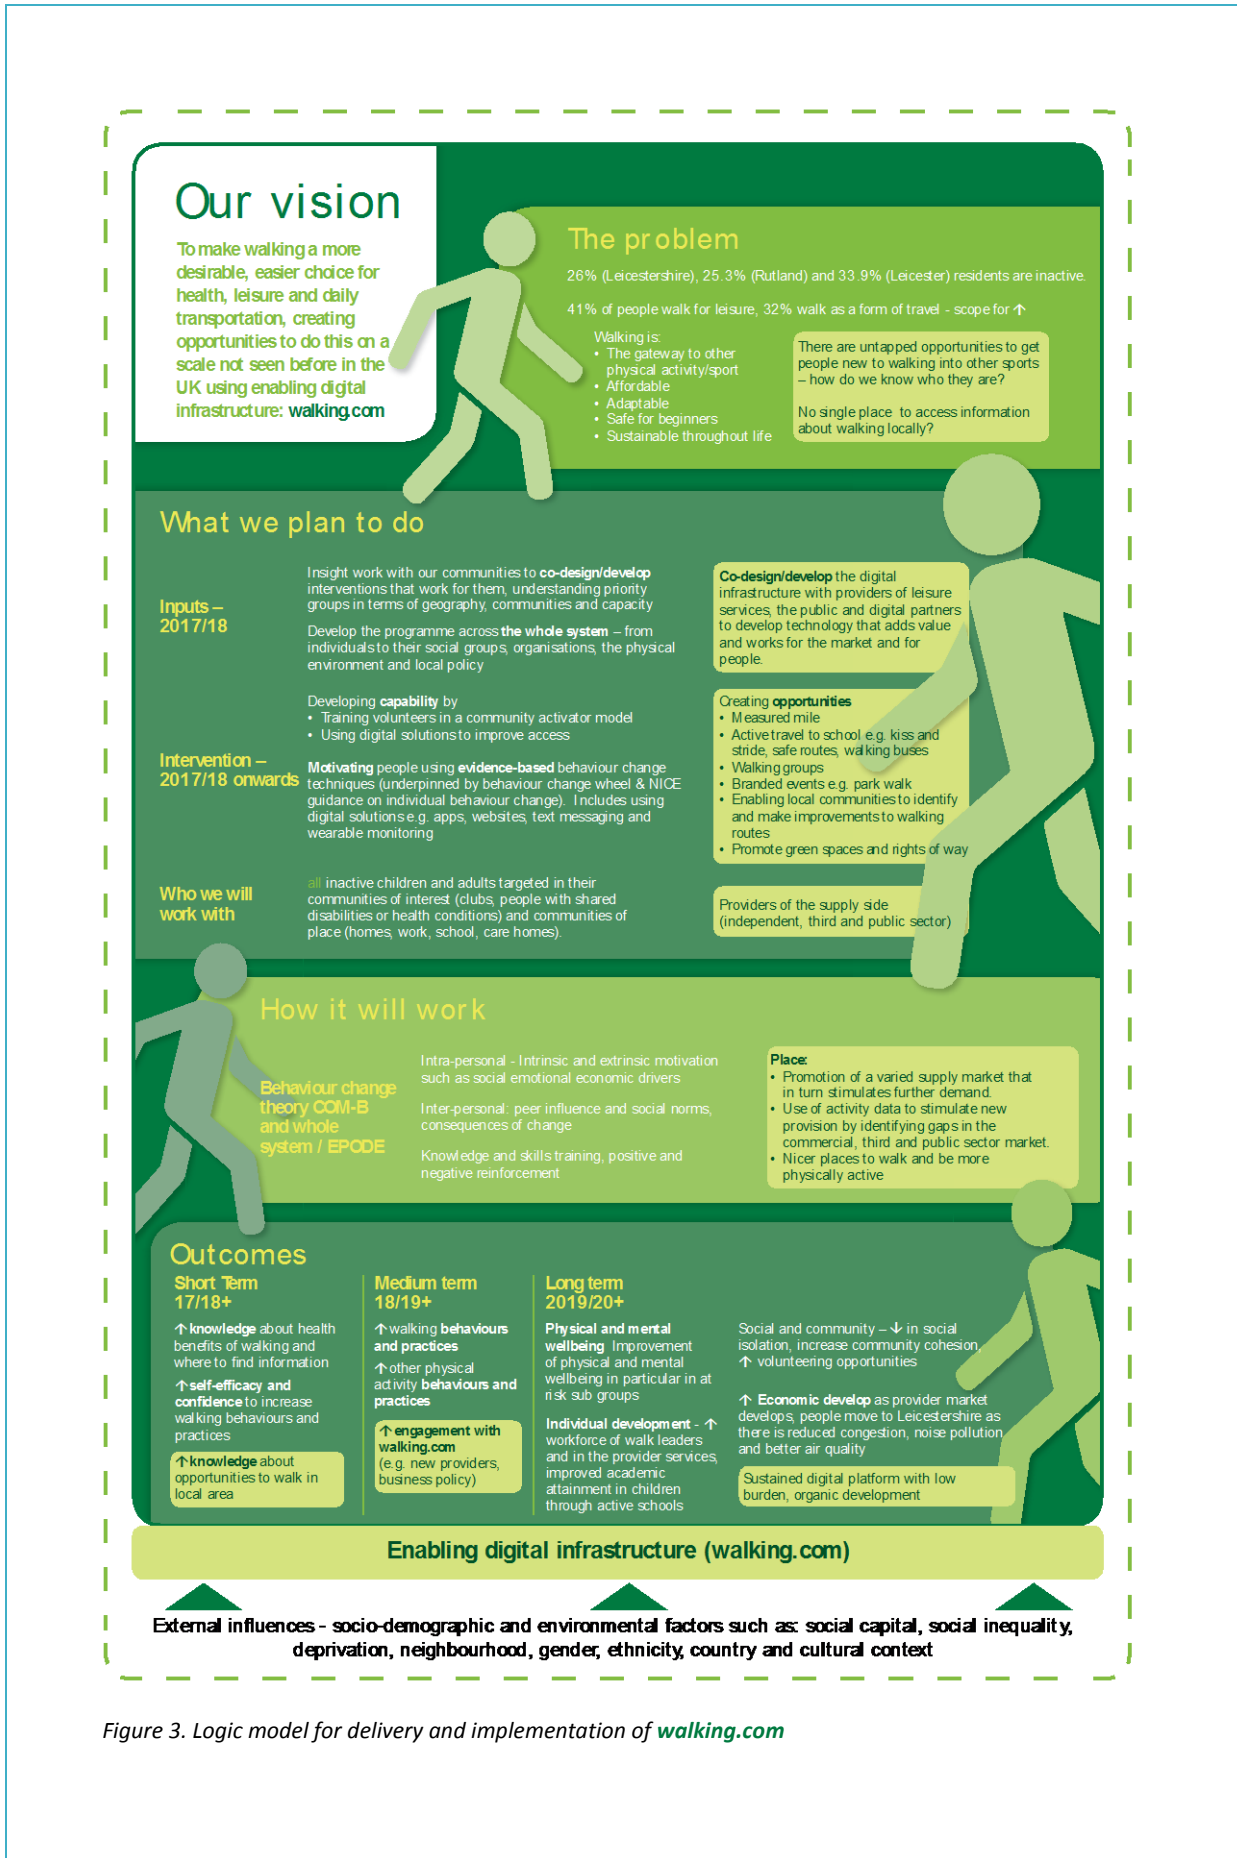 Our vision
To make walking a more
desirable, easier choice for
health, leisure and daily
transportation, creating
opportunities to do this on a
scale not seen before in the
UK using enabling digital
infrastructure: walking.com
The problem
26% (Leicestershire), 25.3% (Rutland) and 33.9% (Leicester) residents are inactive.
41% of people walk for leisure, 32% walk as a form of travel - scope for ↑
Walking is:
• The gateway to other
physical activity/sport
• Affordable
• Adaptable
• Safe for beginners
• Sustainable throughout life
There are untapped opportunities to get
people new to walking into other sports
– how do we know who they are?
No single place to access information
about walking locally?
What we plan to do
Inputs –
2017/18
Insight work with our communities to co-design/develop
interventions that work for them, understanding priority
groups in terms of geography, communities and capacity
Develop the programme across the whole system – from
individuals to their social groups, organisations, the physical
environment and local policy
Co-design/develop the digital
infrastructure with providers of leisure
services, the public and digital partners
to develop technology that adds value
and works for the market and for
people.
Intervention –
2017/18 onwards
Developing capability by
• Training volunteers in a community activator model
• Using digital solutions to improve access
Motivating people using evidence-based behaviour change
techniques (underpinned by behaviour change wheel & NICE
guidance on individual behaviour change). Includes using
digital solutions e.g. apps, websites, text messaging and
wearable monitoring
Creating opportunities
• Measured mile
• Active travel to school e.g. kiss and
stride, safe routes, walking buses
• Walking groups
• Branded events e.g. park walk
• Enabling local communities to identify
and make improvements to walking
routes
• Promote green spaces and rights of way
Who we will
work with
all inactive children and adults targeted in their
communities of interest (clubs, people with shared
disabilities or health conditions) and communities of
place (homes, work, school, care homes).
Providers of the supply side
(independent, third and public sector)
How it will work
Behaviour change
theory COM-B
and whole
system / EPODE
Intra-personal - Intrinsic and extrinsic motivation
such as social emotional economic drivers
Inter-personal: peer influence and social norms,
consequences of change
Knowledge and skills training, positive and
negative reinforcement
Place:
• Promotion of a varied supply market that
in turn stimulates further demand.
• Use of activity data to stimulate new
provision by identifying gaps in the
commercial, third and public sector market.
• Nicer places to walk and be more
physically active
Outcomes
Short Term
17/18+
↑ knowledge about health
benefits of walking and
where to find information
↑ self-efficacy and
confidence to increase
walking behaviours and
practices
↑ knowledge about
opportunities to walk in
local area
Medium term
18/19+
↑ walking behaviours
and practices
↑ other physical
activity behaviours and
practices
↑ engagement with
walking.com
(e.g. new providers,
business policy)
Long term
2019/20+
Physical and mental
wellbeing Improvement
of physical and mental
wellbeing in particular in at
risk sub groups
Individual development - ↑
workforce of walk leaders
and in the provider services,
improved academic
attainment in children
through active schools
Social and community – ↓ in social
isolation, increase community cohesion,
↑ volunteering opportunities
↑ Economic develop as provider market
develops, people move to Leicestershire as
there is reduced congestion, noise pollution
and better air quality
Sustained digital platform with low
burden, organic development
Enabling digital infrastructure (walking.com)
External influences - socio-demographic and environmental factors such as: social capital, social inequality,
deprivation, neighbourhood, gender, ethnicity, country and cultural context
Figure 3. Logic model for delivery and implementation of walking.com